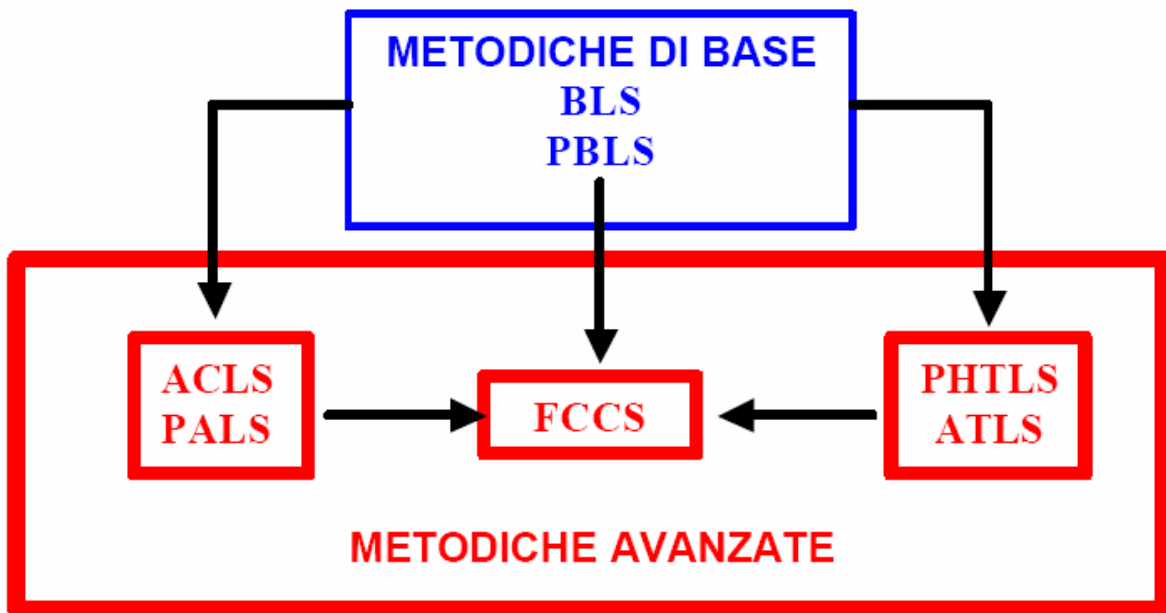 METODICHE DI BASE
BLS
PBLS
ACLS
PALS
FCCS
PHTLS
ATLS
METODICHE AVANZATE